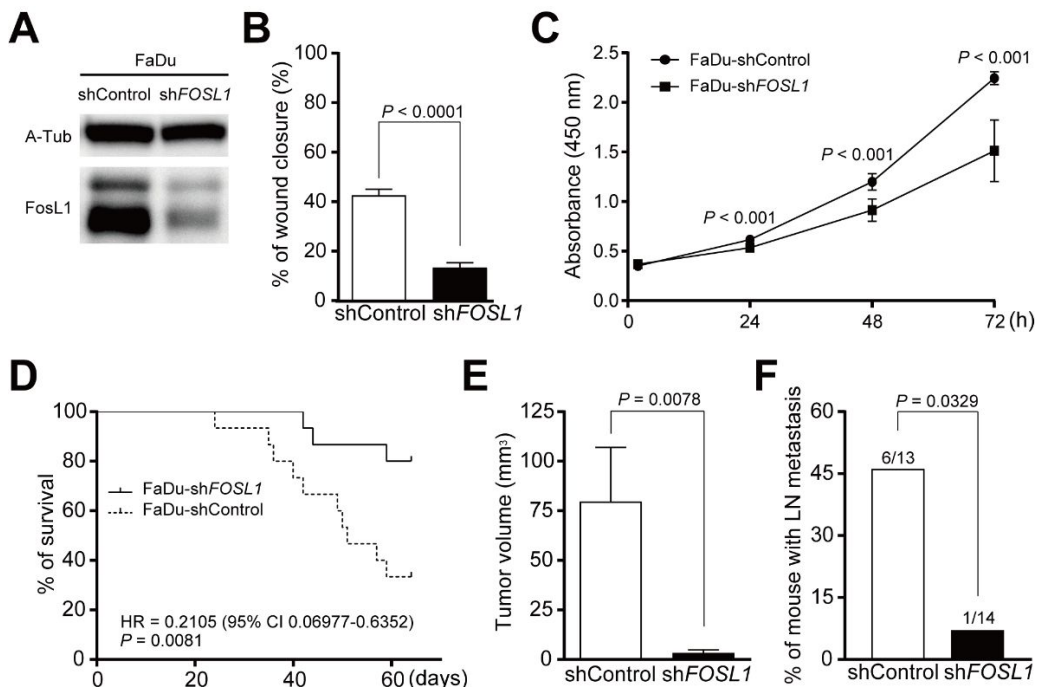 A
FaDu
shControl shFOSL1
A-Tub
FosL1
B
% of wound closure (%)
100
80
60
40
20
0
P < 0.0001
shControl shFOSL1
C
Absorbance (450 nm)
2.5
2.0
1.5
1.0
0.5
0.0
FaDu-shControl
FaDu-shFOSL1
P < 0.001
P < 0.001
P < 0.001
0 24 48 72 (h)
D
% of survival
100
80
60
40
20
0
FaDu-shFOSL1
FaDu-shControl
HR = 0.2105 (95% CI 0.06977-0.6352)
P = 0.0081
0 20 40 60 (days)
E
Tumor volume (mm³)
125
100
75
50
25
0
P = 0.0078
shControl shFOSL1
F
% of mouse with LN metastasis
60
45
30
15
0
P = 0.0329
6/13
1/14
shControl shFOSL1